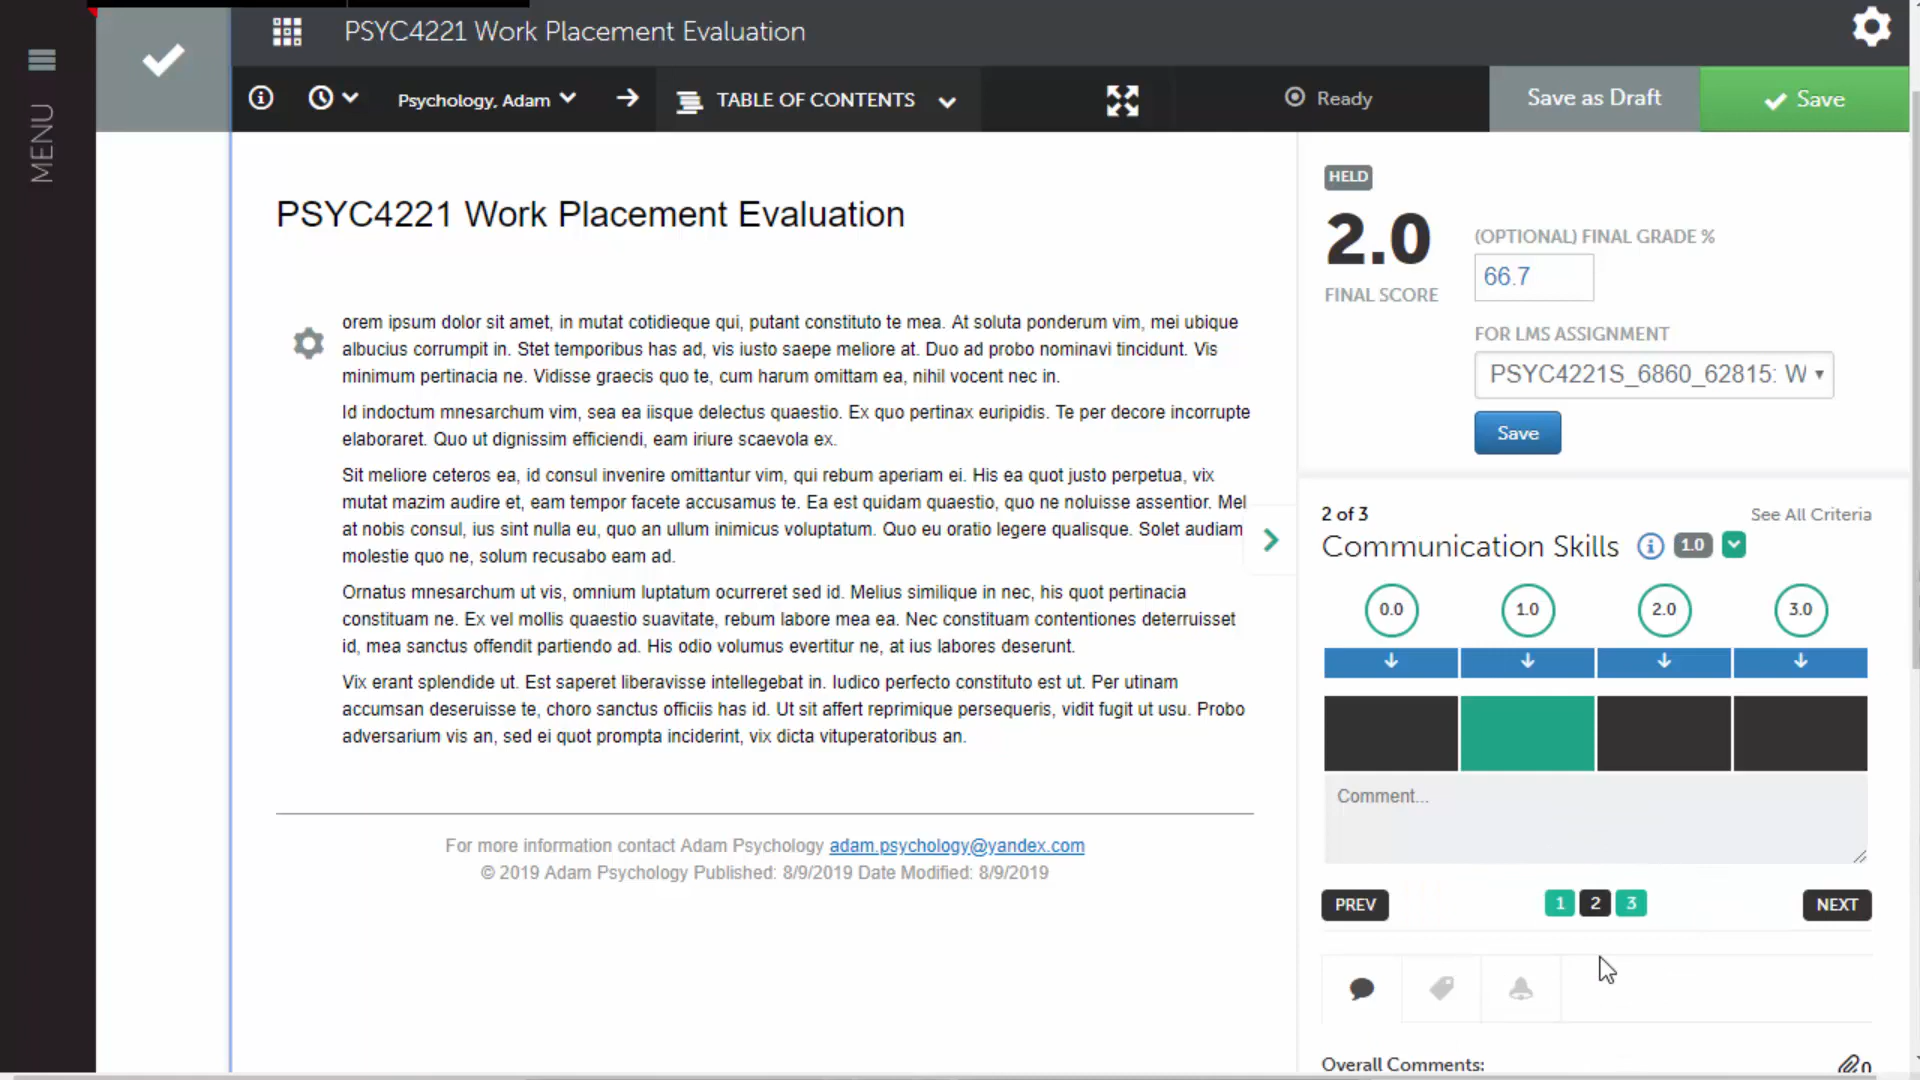 MENU
PSYC4221 Work Placement Evaluation
Psychology, Adam
TABLE OF CONTENTS
Ready
Save as Draft
Save
PSYC4221 Work Placement Evaluation
orem ipsum dolor sit amet, in mutat cotidieque qui, putant constituto te mea. At soluta ponderum vim, mei ubique
albucius corrumpit in. Stet temporibus has ad, vis iusto saepe meliore at. Duo ad probo nominavi tincidunt. Vis
minimum pertinacia ne. Vidisse graecis quo te, cum harum omittam ea, nihil vocent nec in.
Id indoctum mnesarchum vim, sea ea iisque delectus quaestio. Ex quo pertinax euripidis. Te per decore incorrupte
elaboraret. Quo ut dignissim efficiendi, eam iriure scaevola ex.
Sit meliore ceteros ea, id consul invenire omittantur vim, qui rebum aperiam ei. His ea quot justo perpetua, vix
mutat mazim audire et, eam tempor facete accusamus te. Ea est quidam quaestio, quo ne noluisse assentior. Mel
at nobis consul, ius sint nulla eu, quo an ullum inimicus voluptatum. Quo eu oratio legere qualisque. Solet audiam
molestie quo ne, solum recusabo eam ad.
Ornatus mnesarchum ut vis, omnium luptatum ocurreret sed id. Melius similique in nec, his quot pertinacia
constituam ne. Ex vel mollis quaestio suavitate, rebum labore mea ea. Nec constituam contentiones deterruisset
id, mea sanctus offendit partiendo ad. His odio volumus evertitur ne, at ius labores deserunt.
Vix erant splendide ut. Est saperet liberavisse intellegebat in. Iudico perfecto constituto est ut. Per utinam
accumsan deseruisse te, choro sanctus officiis has id. Ut sit affert reprimique persequeris, vidit fugit ut usu. Probo
adversarium vis an, sed ei quot prompta inciderint, vix dicta vituperatoribus an.
For more information contact Adam Psychology adam.psychology@yandex.com
© 2019 Adam Psychology Published: 8/9/2019 Date Modified: 8/9/2019
HELD
2.0
FINAL SCORE
(OPTIONAL) FINAL GRADE %
66.7
FOR LMS ASSIGNMENT
PSYC4221S_6860_62815: W
Save
2 of 3
See All Criteria
Communication Skills
1.0
0.0 1.0 2.0 3.0
Comment...
PREV
1 2 3
NEXT
Overall Comments:
0